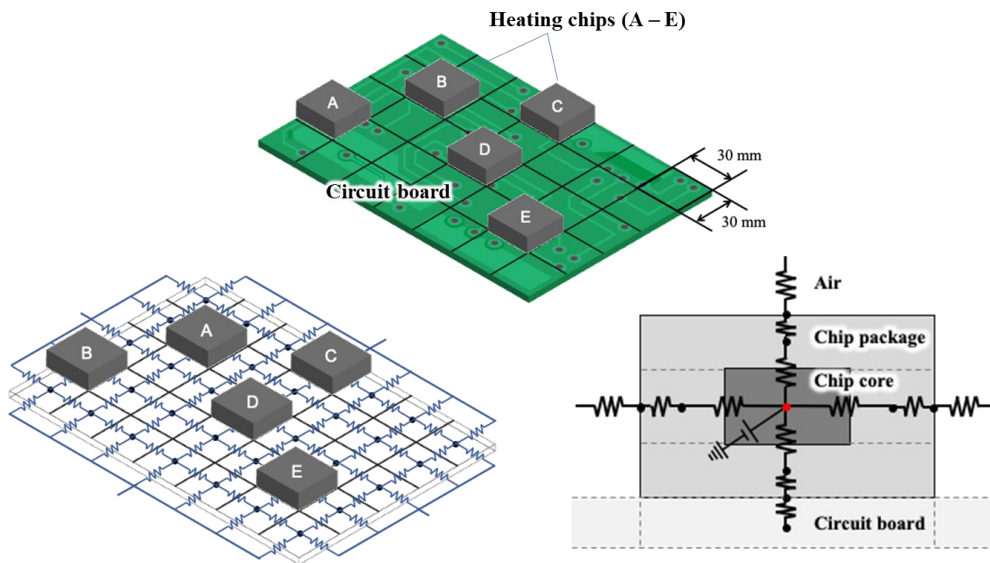 Heating chips (A – E)
B
A
C
D
30 mm
Circuit board
E
30 mm
Air
A
Chip package
B
C
Chip core
D
E
Circuit board